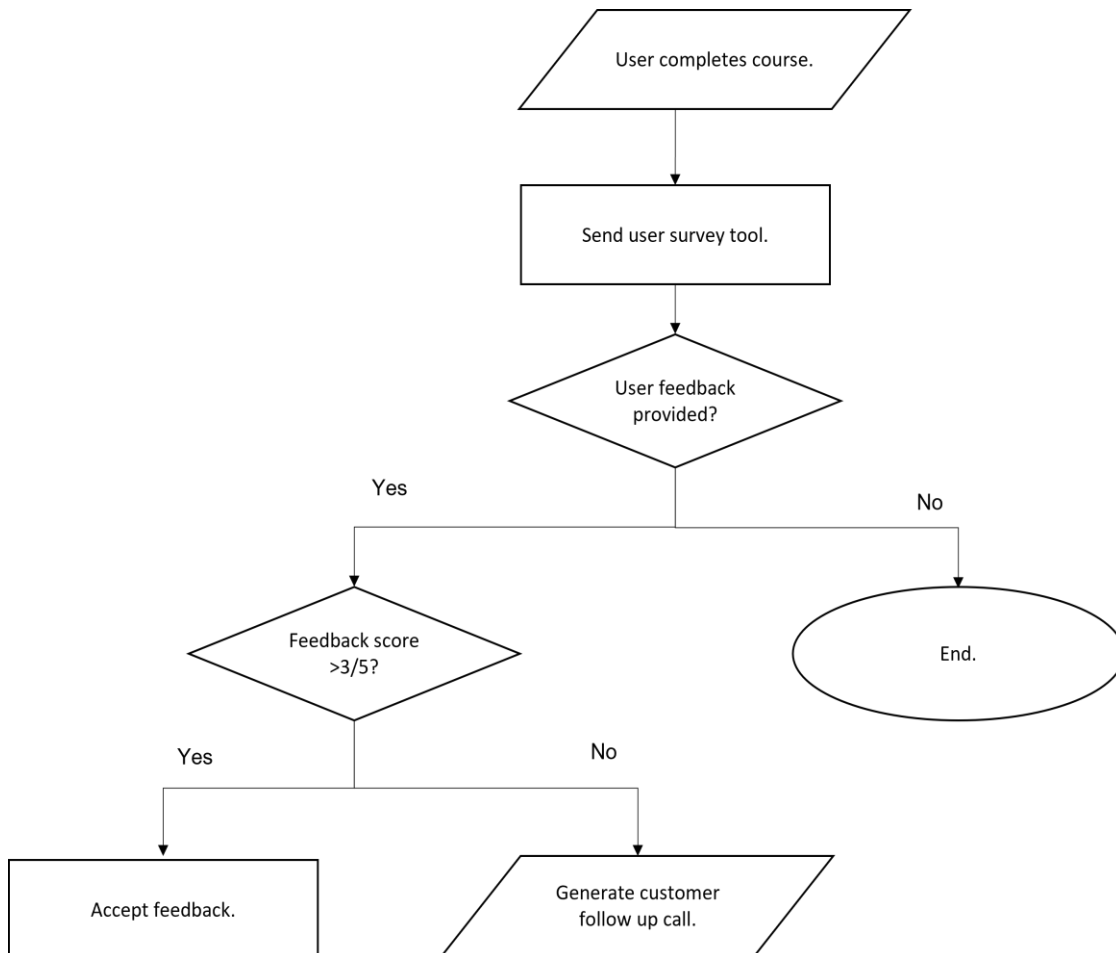 User completes course.
Send user survey tool.
User feedback
provided?
Yes
No
Feedback score
>3/5?
End.
Yes
No
Accept feedback.
Generate customer
follow up call.